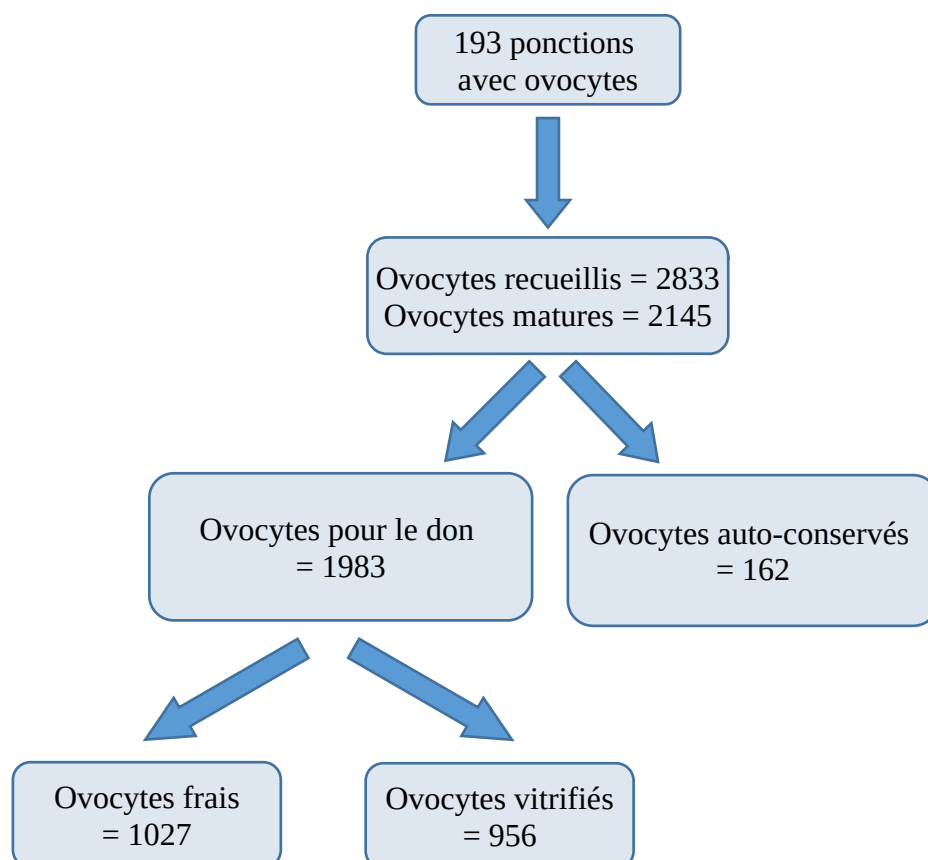 193 ponctions
avec ovocytes
Ovocytes recueillis = 2833
Ovocytes matures = 2145
Ovocytes pour le don
= 1983
Ovocytes auto-conservés
= 162
Ovocytes frais
= 1027
Ovocytes vitrifiés
= 956